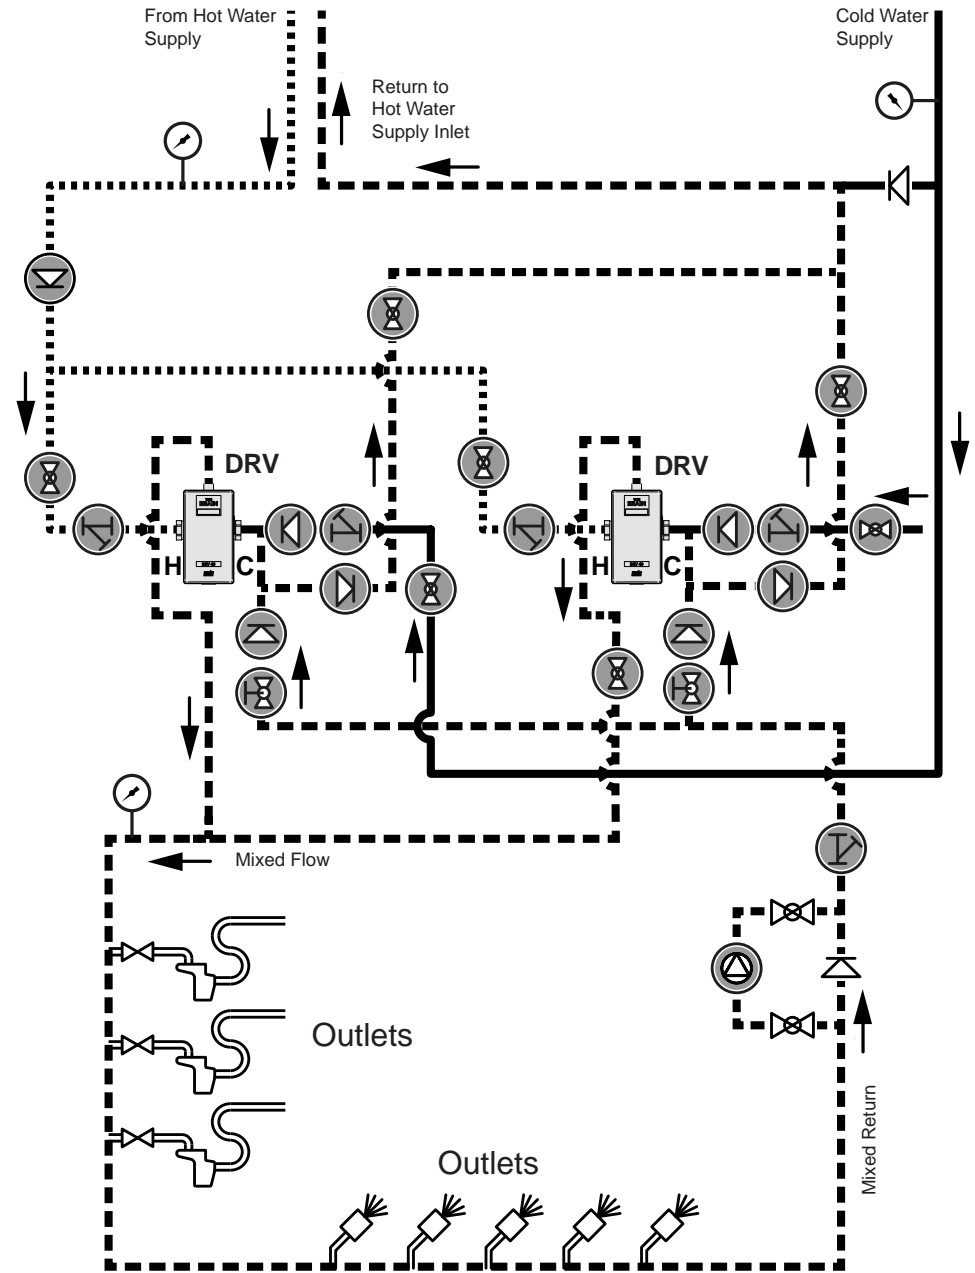 From Hot Water
Supply
Cold Water
Supply
Return to
Hot Water
Supply Inlet
DRV
DRV
H
C
H
C
Mixed Flow
Outlets
Mixed Return
Outlets